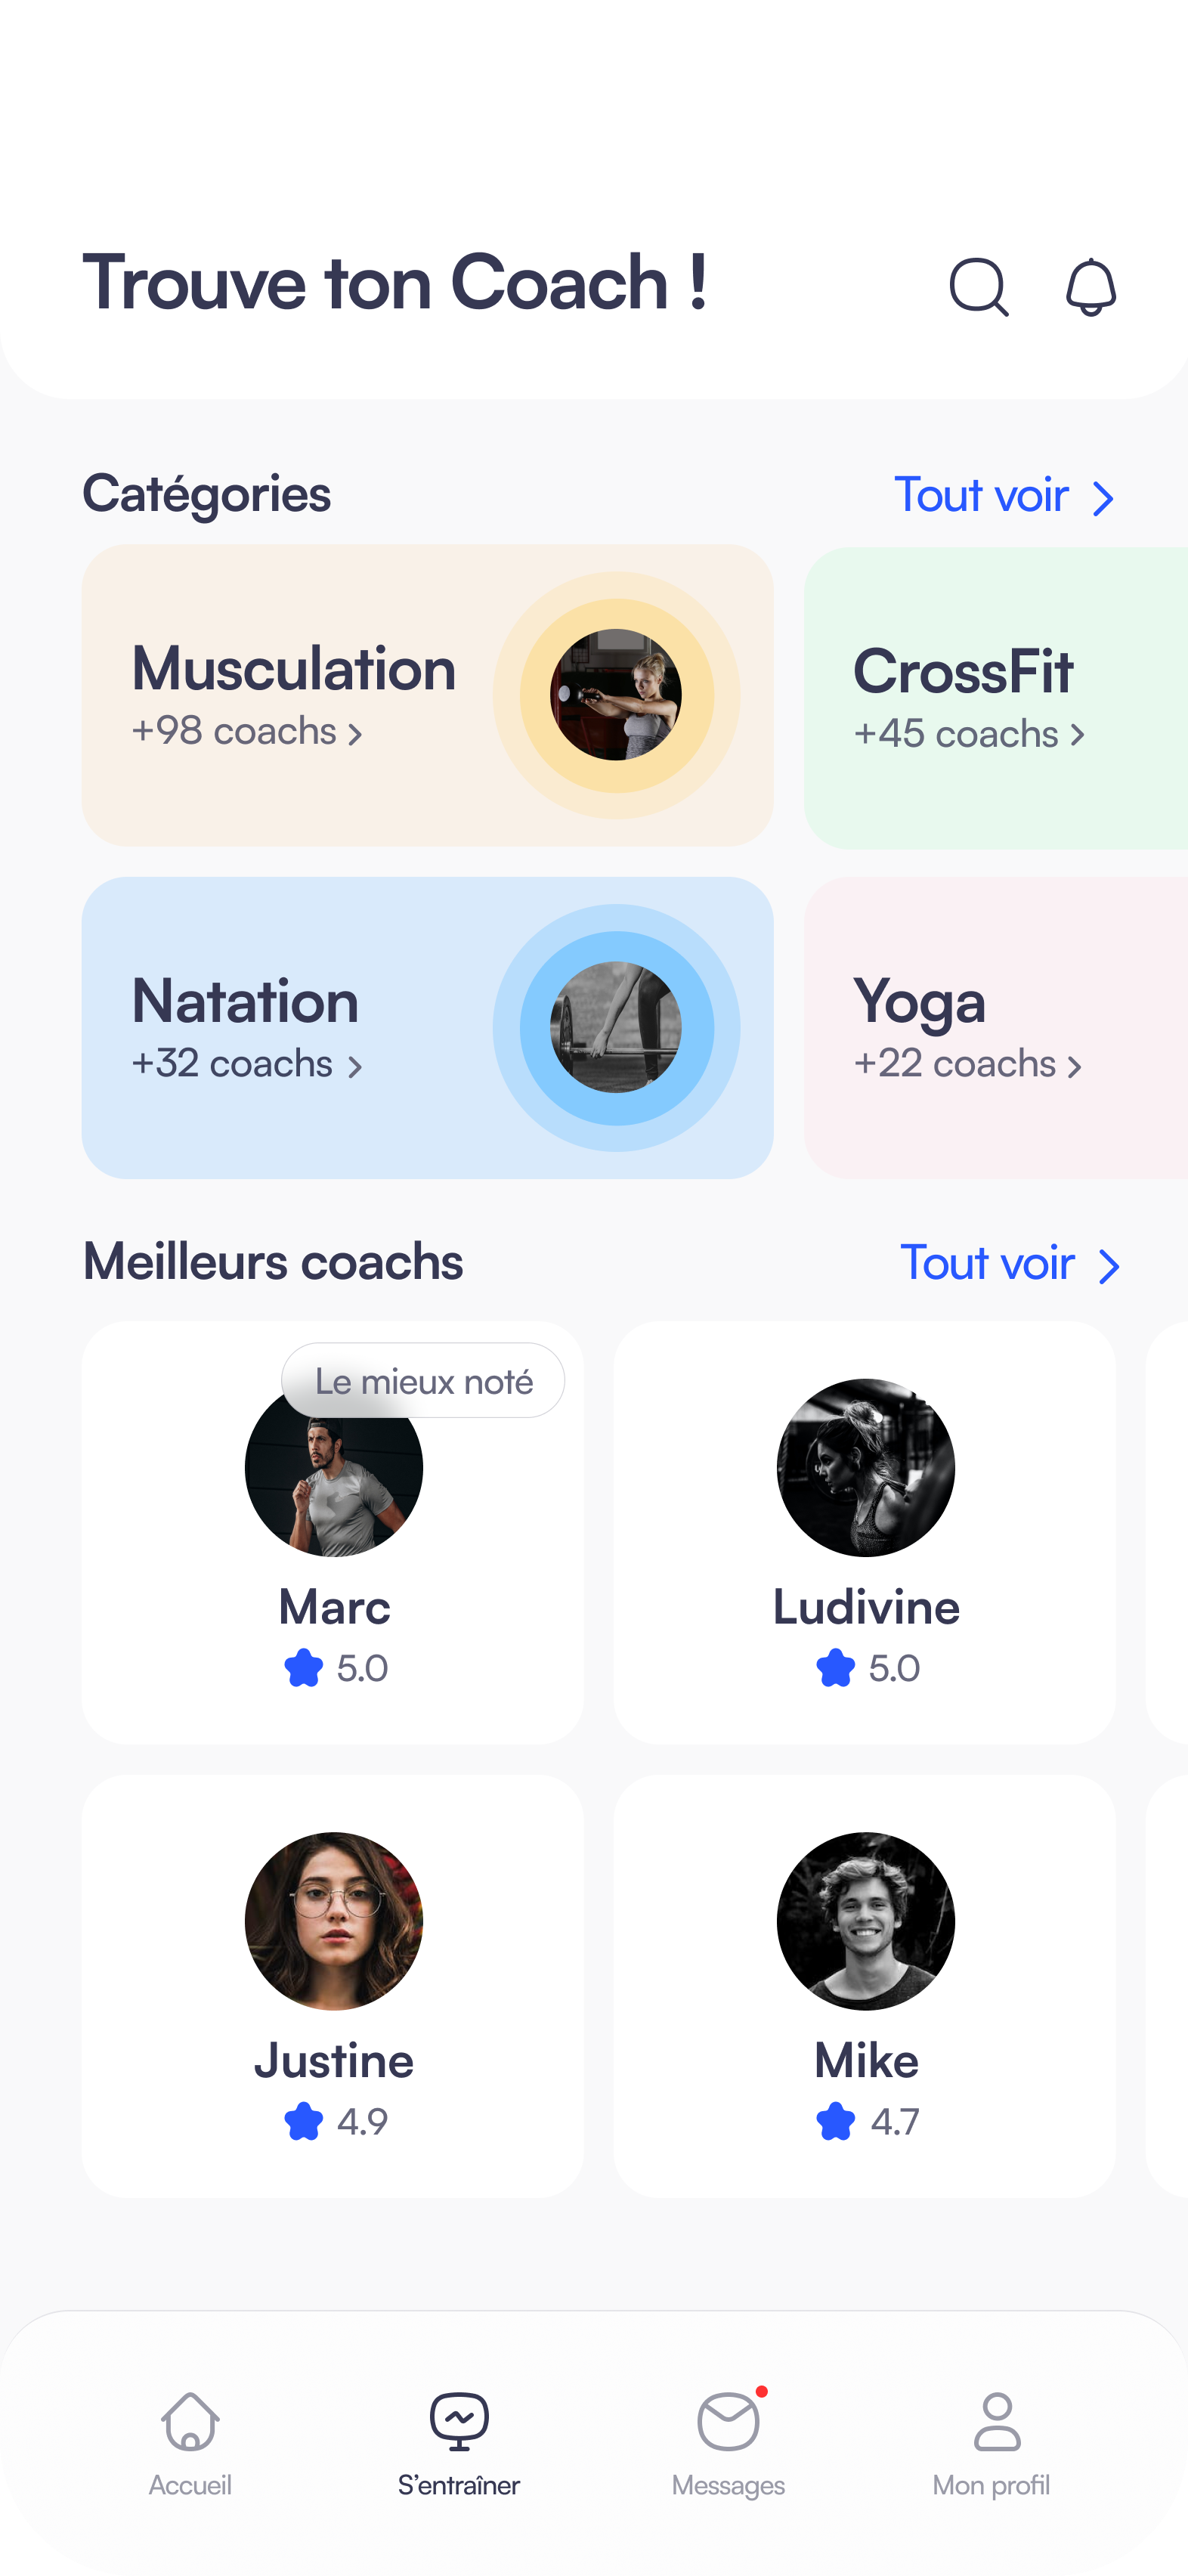 Trouve ton Coach !
Catégories
Tout voir
Musculation
+98 coachs
CrossFit
+45 coachs
Natation
+32 coachs
Yoga
+22 coachs
Meilleurs coachs
Tout voir
Le mieux noté
Marc
5.0
Ludivine
5.0
Justine
4.9
Mike
4.7
Accueil
S’entraîner
Messages
Mon profil